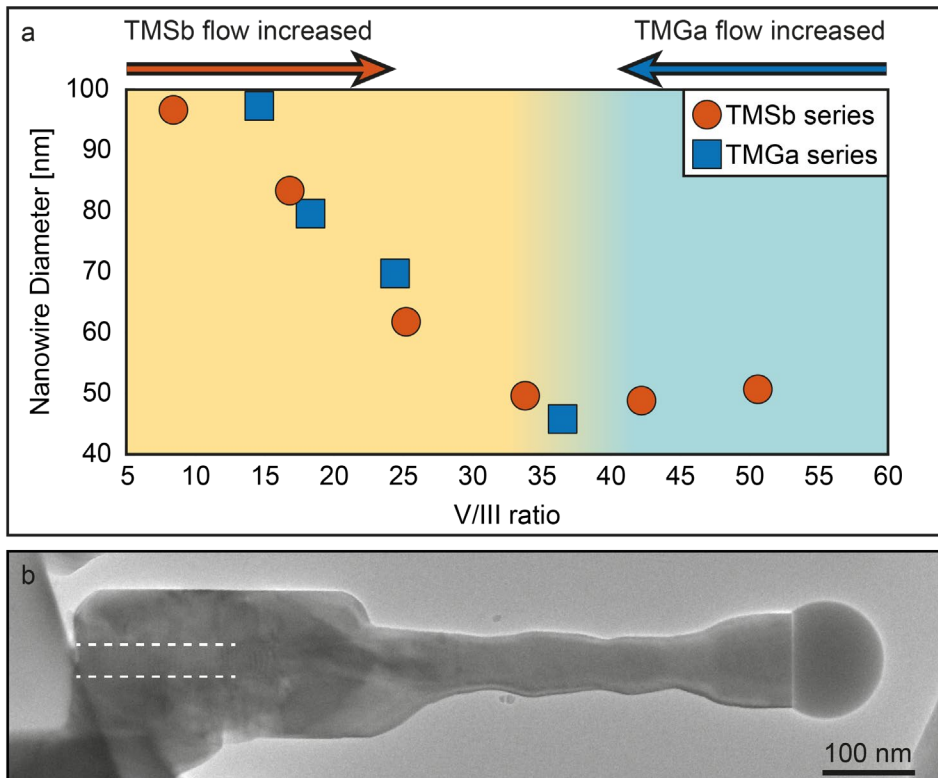 a
TMSb flow increased
TMGa flow increased
100
90
80
70
60
50
40
Nanowire Diameter [nm]
TMSb series
TMGa series
5 10 15 20 25 30 35 40 45 50 55 60
V/III ratio
b
100 nm